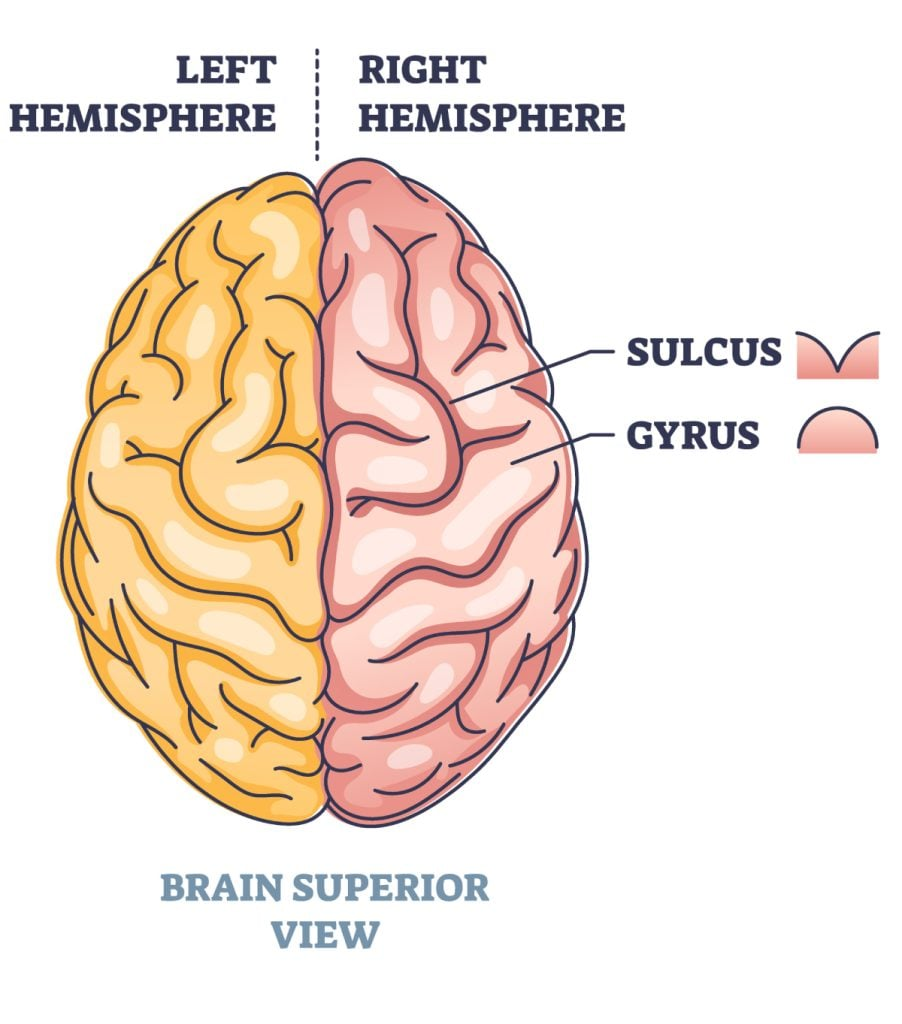 LEFT
HEMISPHERE
RIGHT
HEMISPHERE
SULCUS
GYRUS
BRAIN SUPERIOR
VIEW